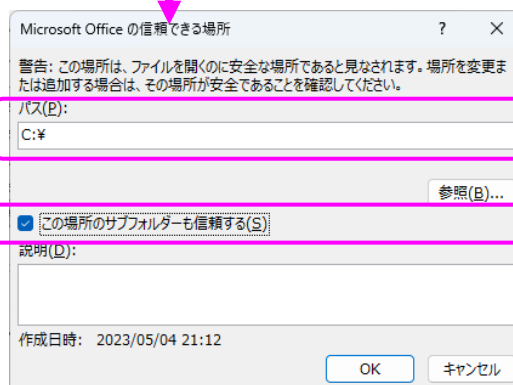 Microsoft Office の信頼できる場所
警告: この場所は、ファイルを開くのに安全な場所であると見なされます。場所を変更ま
たは追加する場合は、その場所が安全であることを確認してください。
パス(P):
C:¥
参照(B)...
この場所のサブフォルダーも信頼する(S)
説明(D):
作成日時: 2023/05/04 21:12
OK キャンセル